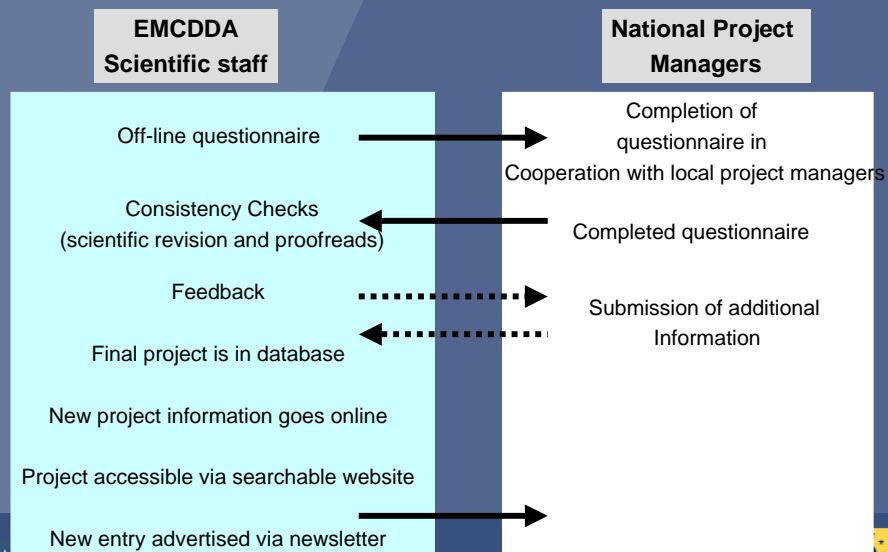 EMCDDA
Scientific staff
National Project
Managers
Off-line questionnaire
Completion of
questionnaire in
Cooperation with local project managers
Consistency Checks
(scientific revision and proofreads)
Completed questionnaire
Feedback
Submission of additional
Information
Final project is in database
New project information goes online
Project accessible via searchable website
New entry advertised via newsletter